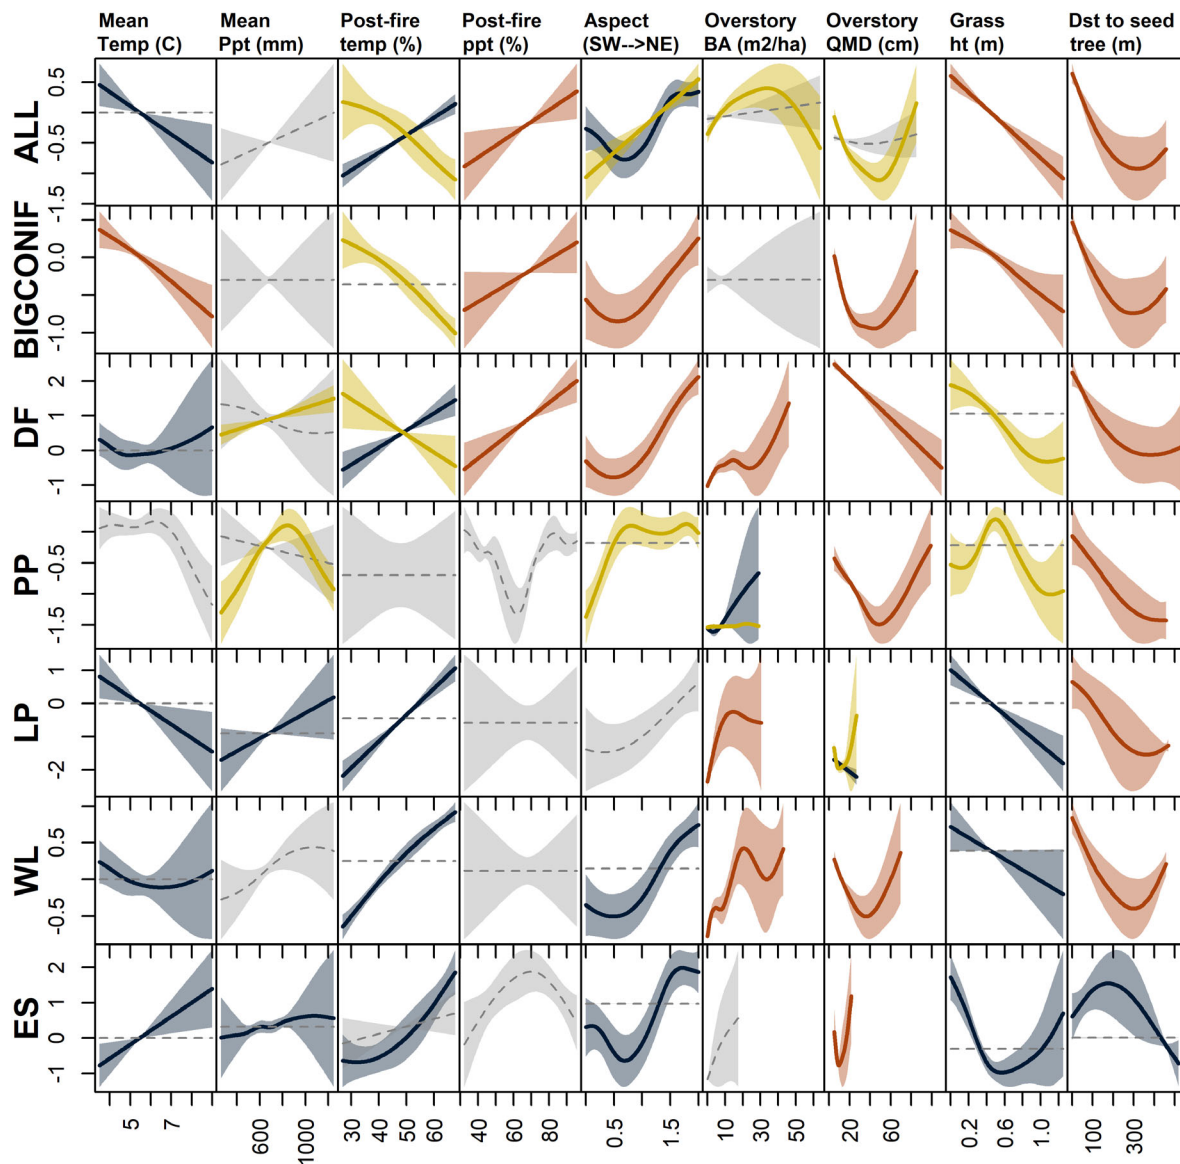 Mean Temp (C)
Mean Ppt (mm)
Post-fire temp (%)
Post-fire ppt (%)
Aspect (SW-->NE)
Overstory BA (m2/ha)
Overstory QMD (cm)
Grass ht (m)
Dst to seed tree (m)
ALL
0.5
-0.5
-1.5
BIGCONIF
-1
0.0
-1.0
DF
2
1
0
-1
PP
-0.5
-1.5
LP
1
0
-2
WL
0.5
-0.5
ES
2
1
0
-1
5 7
600 1000
30 40 50 60
40 60 80
0.5 1.5
10 30 50
20 60
0.2 0.6 1.0
100 300